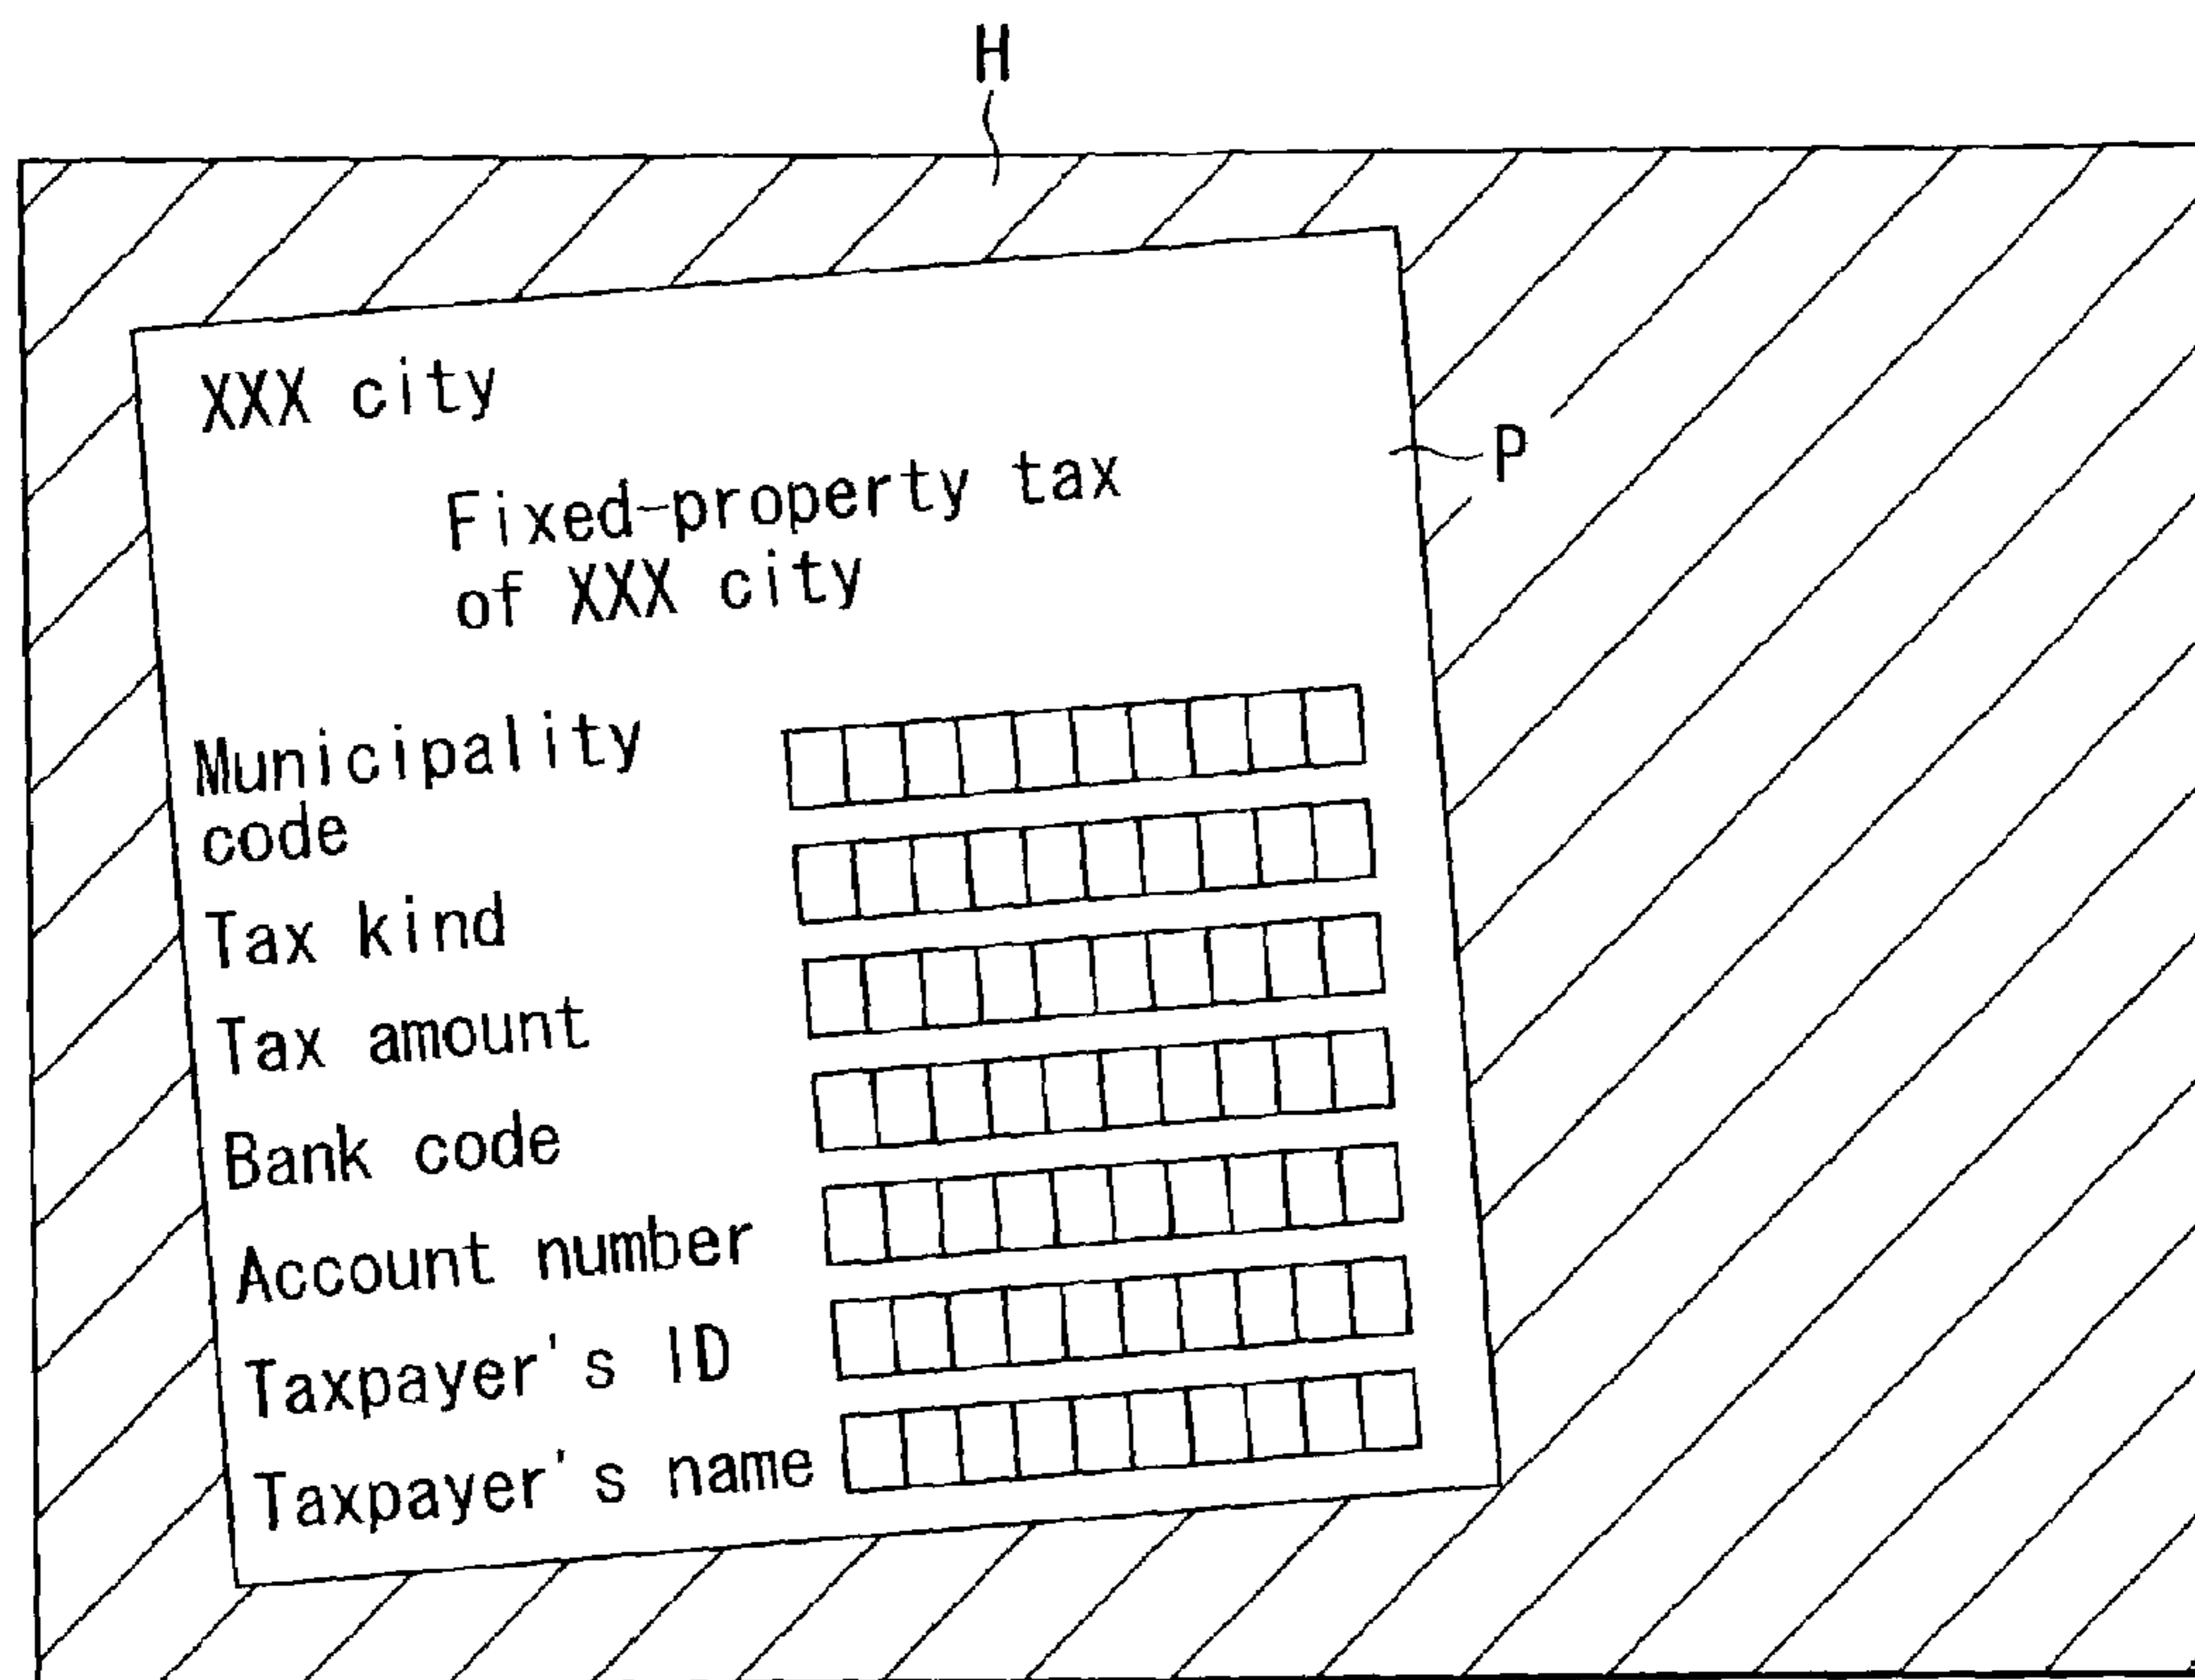 H
XXX city
P
Fixed-property tax
of XXX city
Municipality
code
Tax kind
Tax amount
Bank code
Account number
Taxpayer's ID
Taxpayer's name